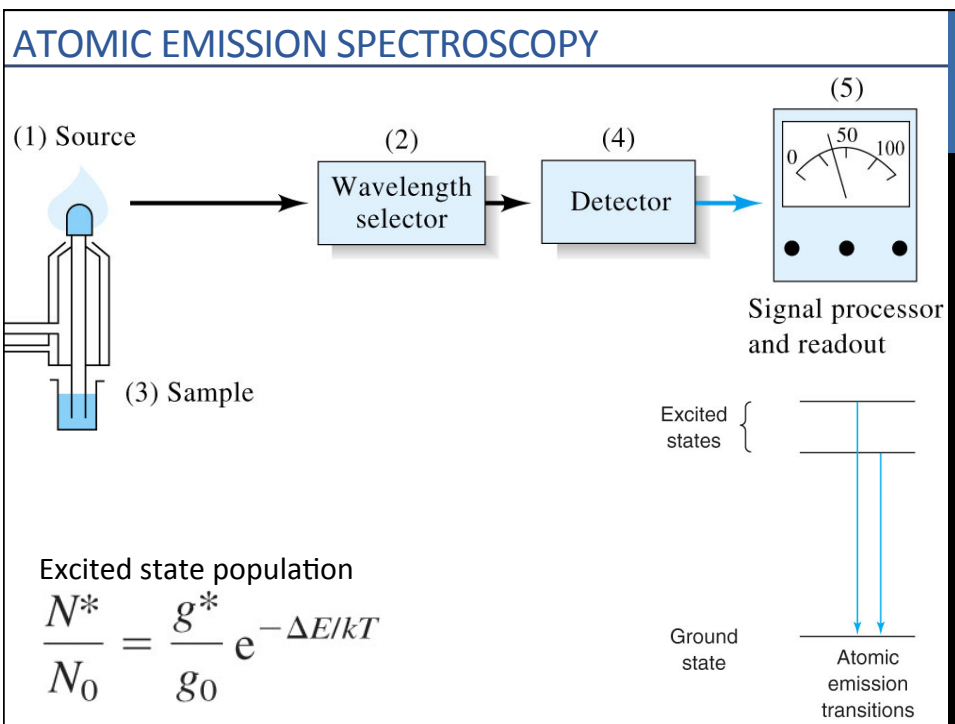 ATOMIC EMISSION SPECTROSCOPY
(1) Source
(2)
Wavelength
selector
(4)
Detector
(5)
0 50 100
Signal processor
and readout
(3) Sample
Excited
states
Excited state population
N*/N₀ = g*/g₀ e^−ΔE/kT
Ground
state
Atomic
emission
transitions